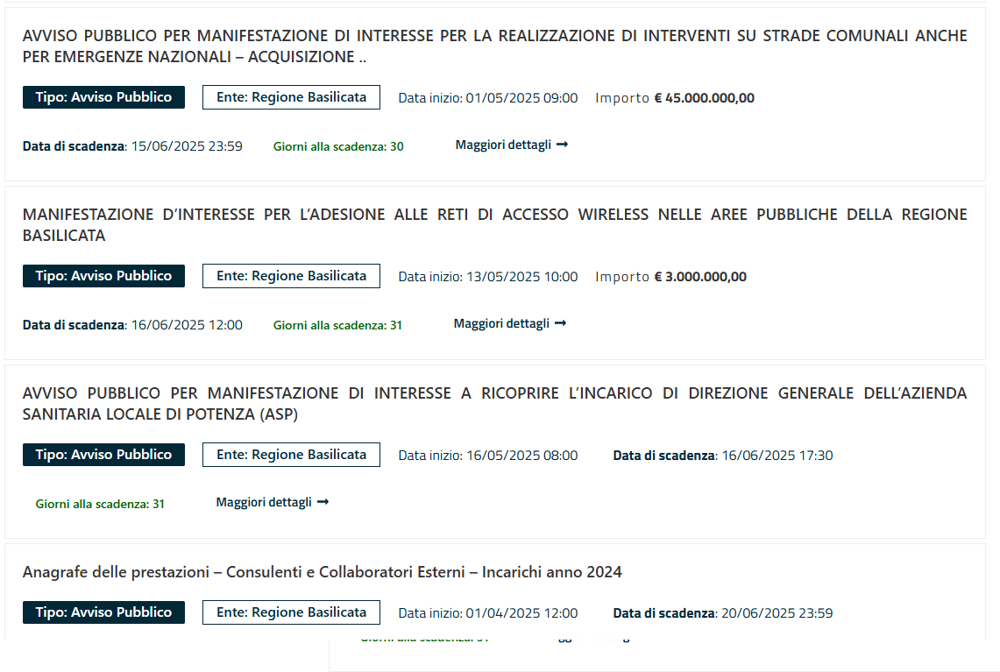 AVVISO PUBBLICO PER MANIFESTAZIONE DI INTERESSE PER LA REALIZZAZIONE DI INTERVENTI SU STRADE COMUNALI ANCHE
PER EMERGENZE NAZIONALI – ACQUISIZIONE ..
Tipo: Avviso Pubblico Ente: Regione Basilicata Data inizio: 01/05/2025 09:00 Importo € 45.000.000,00
Data di scadenza: 15/06/2025 23:59 Giorni alla scadenza: 30 Maggiori dettagli →
MANIFESTAZIONE D’INTERESSE PER L’ADESIONE ALLE RETI DI ACCESSO WIRELESS NELLE AREE PUBBLICHE DELLA REGIONE
BASILICATA
Tipo: Avviso Pubblico Ente: Regione Basilicata Data inizio: 13/05/2025 10:00 Importo € 3.000.000,00
Data di scadenza: 16/06/2025 12:00 Giorni alla scadenza: 31 Maggiori dettagli →
AVVISO PUBBLICO PER MANIFESTAZIONE DI INTERESSE A RICOPRIRE L’INCARICO DI DIREZIONE GENERALE DELL’AZIENDA
SANITARIA LOCALE DI POTENZA (ASP)
Tipo: Avviso Pubblico Ente: Regione Basilicata Data inizio: 16/05/2025 08:00 Data di scadenza: 16/06/2025 17:30
Giorni alla scadenza: 31 Maggiori dettagli →
Anagrafe delle prestazioni – Consulenti e Collaboratori Esterni – Incarichi anno 2024
Tipo: Avviso Pubblico Ente: Regione Basilicata Data inizio: 01/04/2025 12:00 Data di scadenza: 20/06/2025 23:59